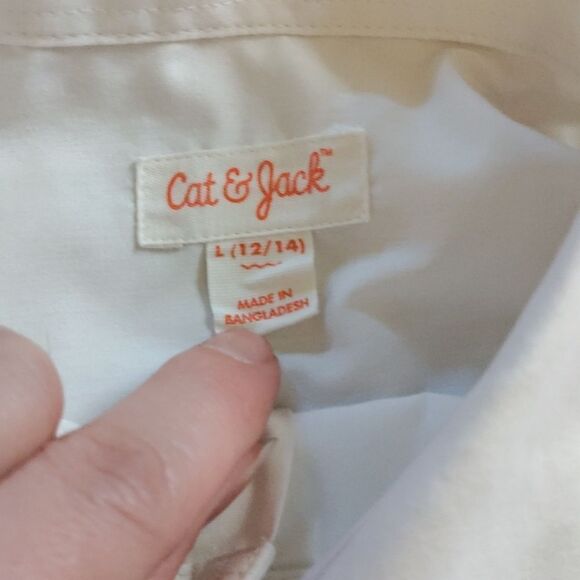 Cat & Jack™
L (12/14)
MADE IN
BANGLADESH